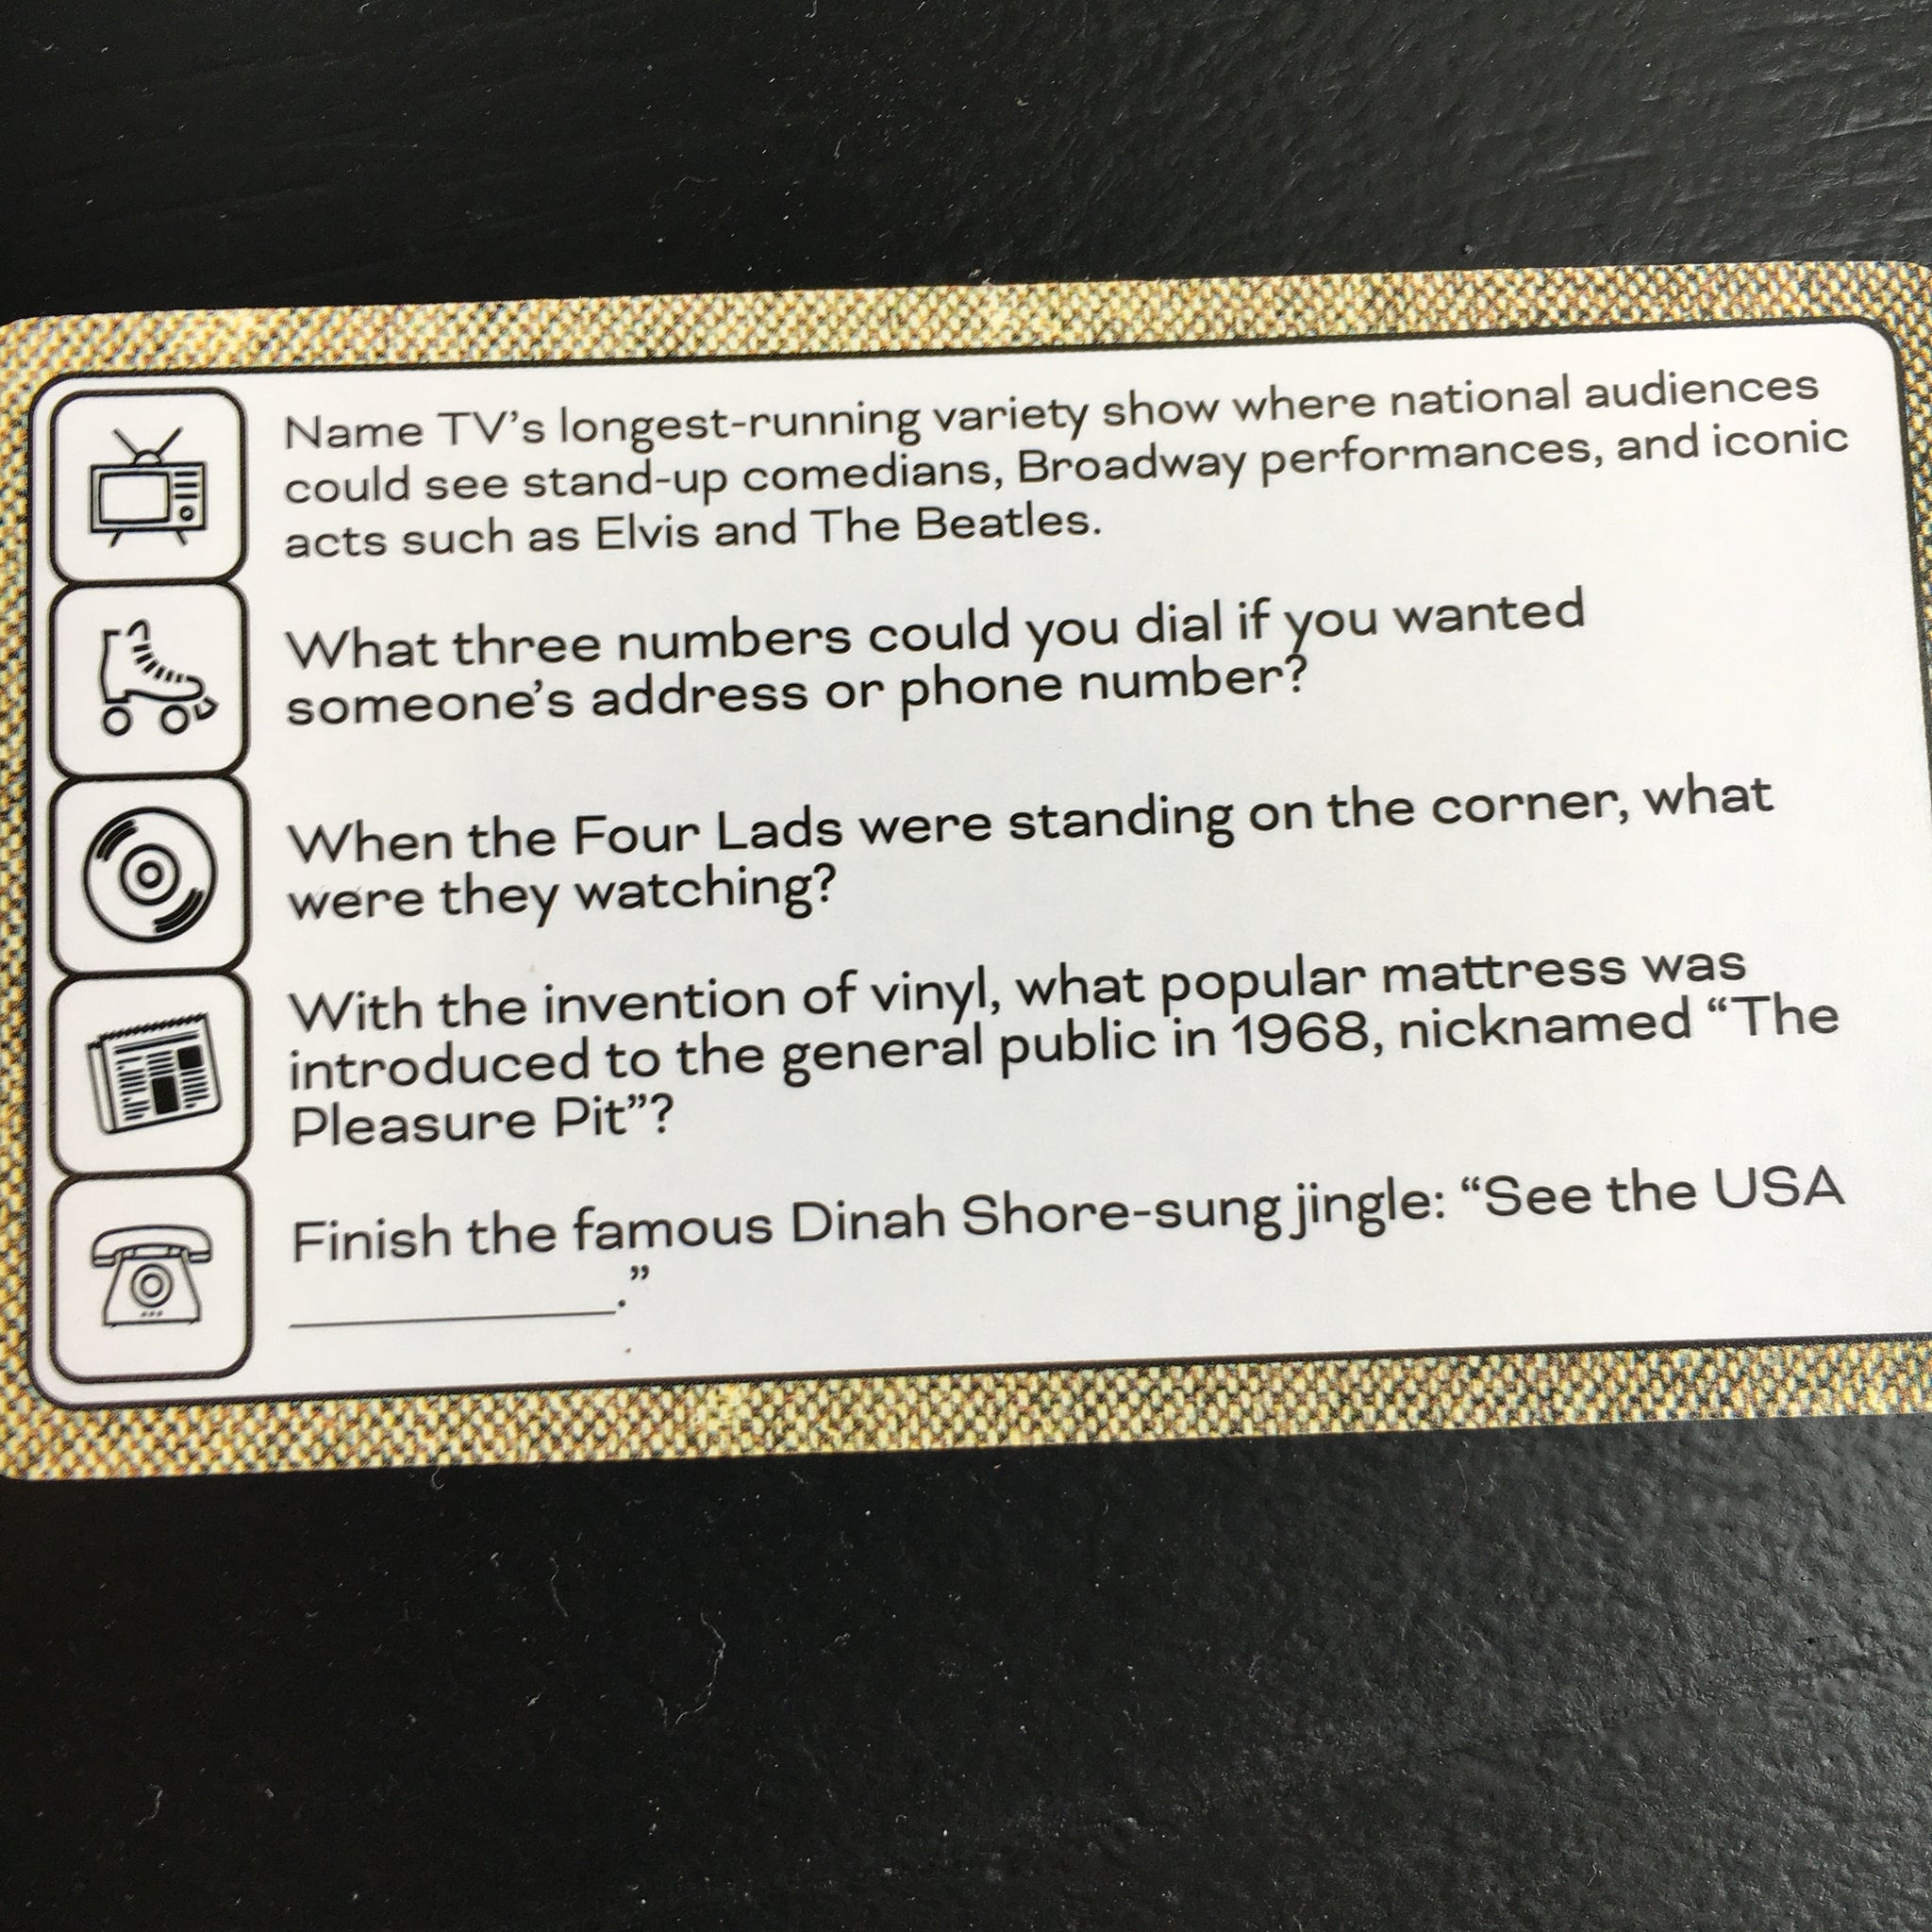 Name TV's longest-running variety show where national audiences
could see stand-up comedians, Broadway performances, and iconic
acts such as Elvis and The Beatles.
What three numbers could you dial if you wanted
someone's address or phone number?
When the Four Lads were standing on the corner, what
were they watching?
With the invention of vinyl, what popular mattress was
introduced to the general public in 1968, nicknamed “The
Pleasure Pit”?
Finish the famous Dinah Shore-sung jingle: “See the USA
____________.”